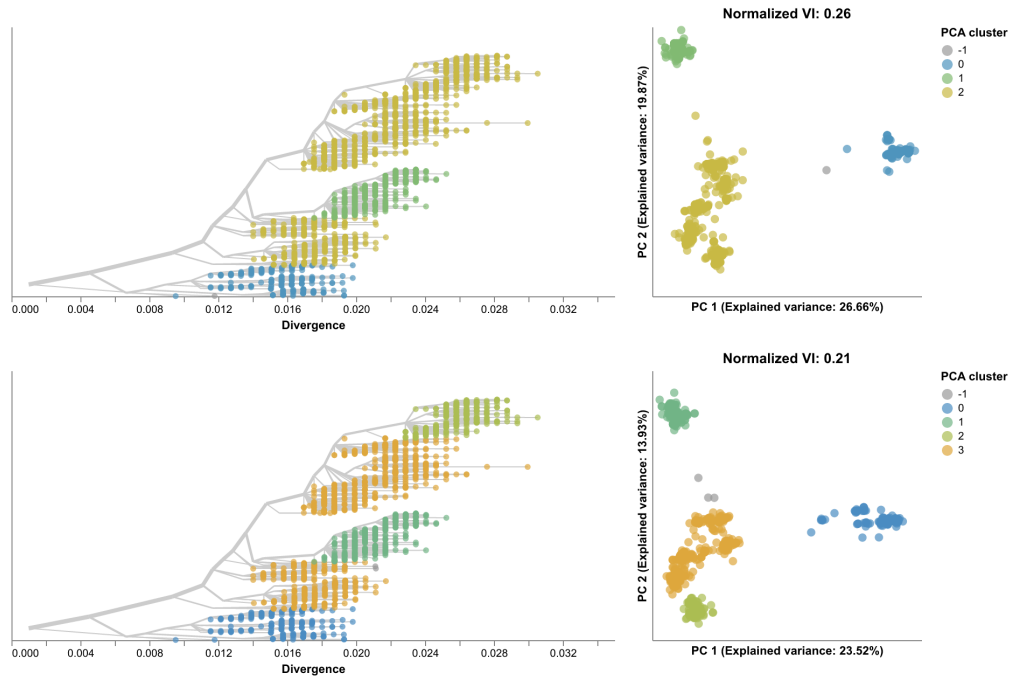 Normalized VI: 0.26
PCA cluster
-1
0
1
2
PC 2 (Explained variance: 19.87%)
0.000 0.004 0.008 0.012 0.016 0.020 0.024 0.028 0.032
Divergence
PC 1 (Explained variance: 26.66%)
Normalized VI: 0.21
PCA cluster
-1
0
1
2
3
PC 2 (Explained variance: 13.93%)
0.000 0.004 0.008 0.012 0.016 0.020 0.024 0.028 0.032
Divergence
PC 1 (Explained variance: 23.52%)